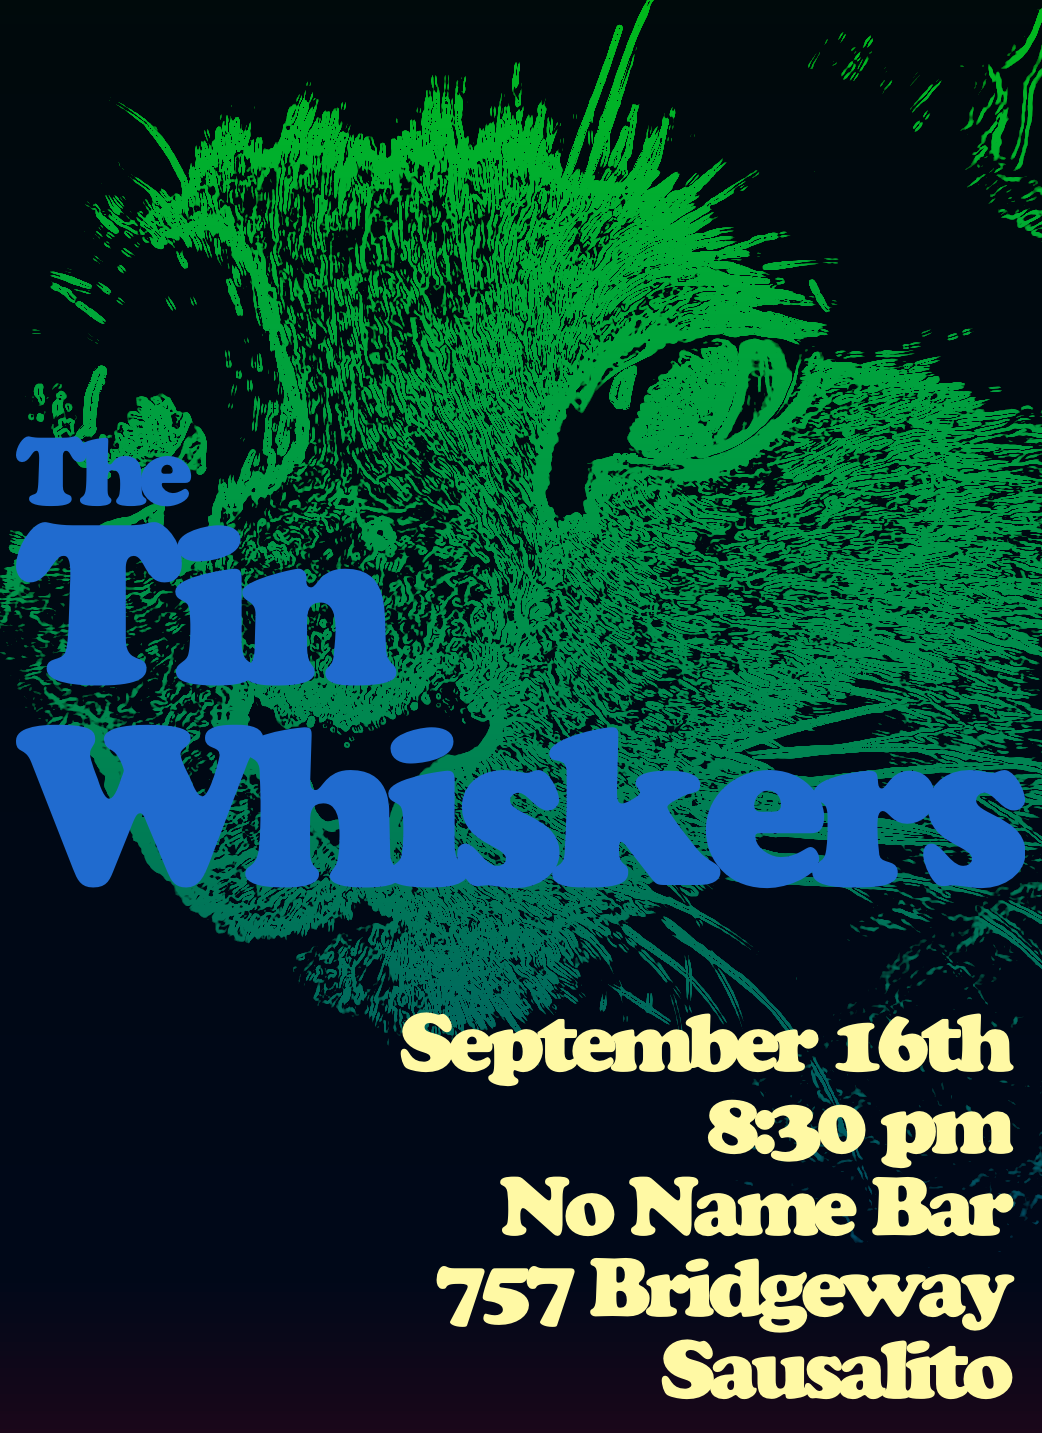 The
Tin
Whiskers
September 16th
8:30 pm
No Name Bar
757 Bridgeway
Sausalito